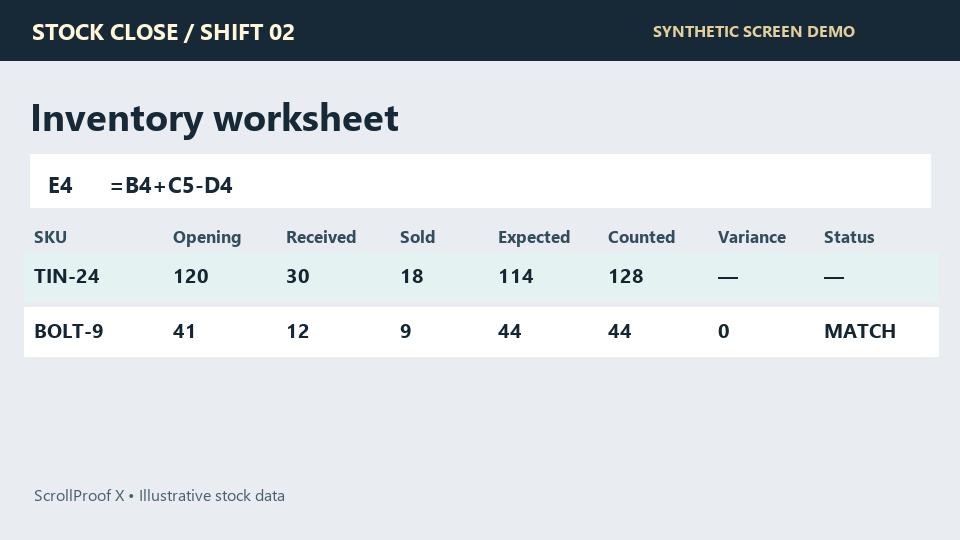 STOCK CLOSE / SHIFT 02 SYNTHETIC SCREEN DEMO
Inventory worksheet
E4 =B4+C5-D4
SKU Opening Received Sold Expected Counted Variance Status
TIN-24 120 30 18 114 128 — —
BOLT-9 41 12 9 44 44 0 MATCH
ScrollProof X • Illustrative stock data